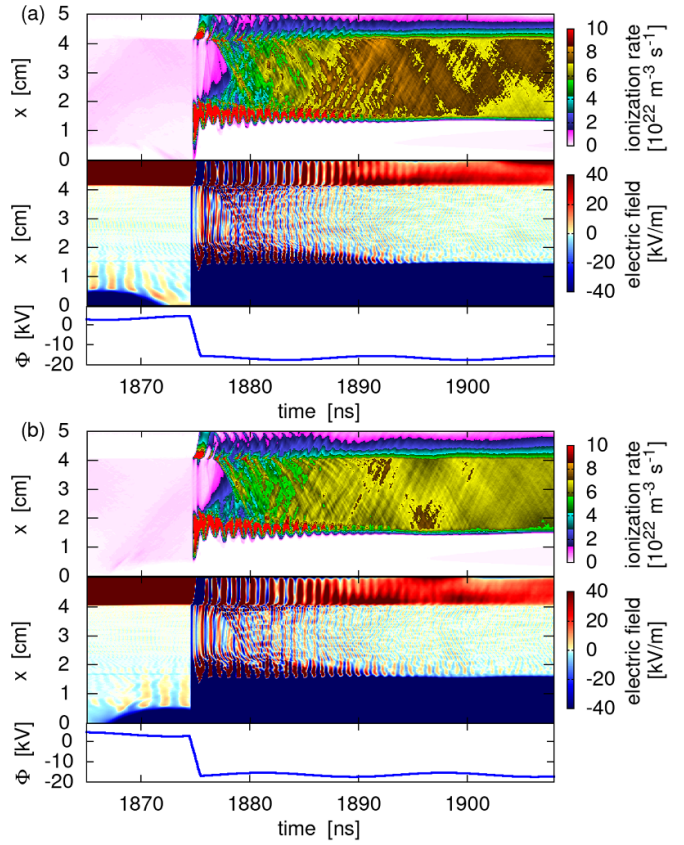 (a)
5
4
3
2
1
0
x [cm]
10
8
6
4
2
0
ionization rate
[10²² m⁻³ s⁻¹]
4
3
2
1
0
x [cm]
40
20
0
-20
-40
electric field
[kV/m]
0
-10
-20
Φ [kV]
1870 1880 1890 1900
time [ns]
(b)
5
4
3
2
1
0
x [cm]
10
8
6
4
2
0
ionization rate
[10²² m⁻³ s⁻¹]
4
3
2
1
0
x [cm]
40
20
0
-20
-40
electric field
[kV/m]
0
-10
-20
Φ [kV]
1870 1880 1890 1900
time [ns]